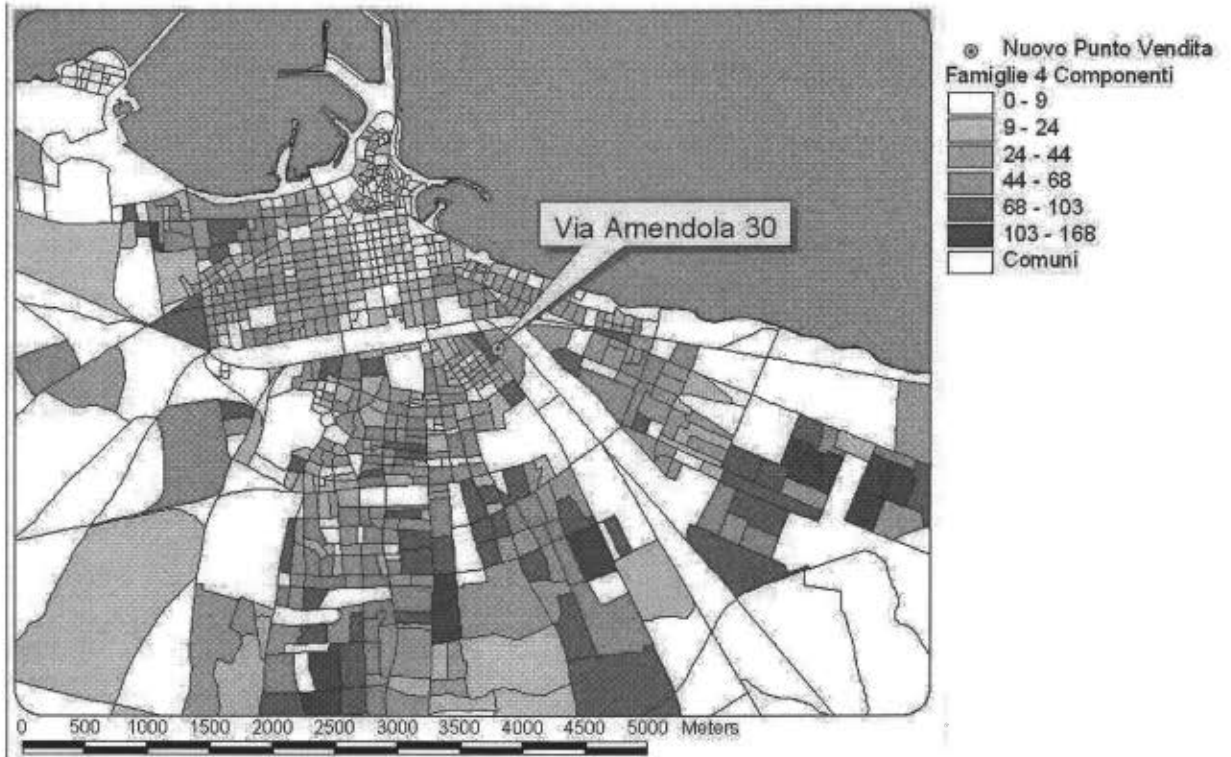 Nuovo Punto Vendita
Famiglie 4 Componenti
0 - 9
9 - 24
24 - 44
44 - 68
68 - 103
103 - 168
Comuni
Via Amendola 30
0 500 1000 1500 2000 2500 3000 3500 4000 4500 5000 Meters